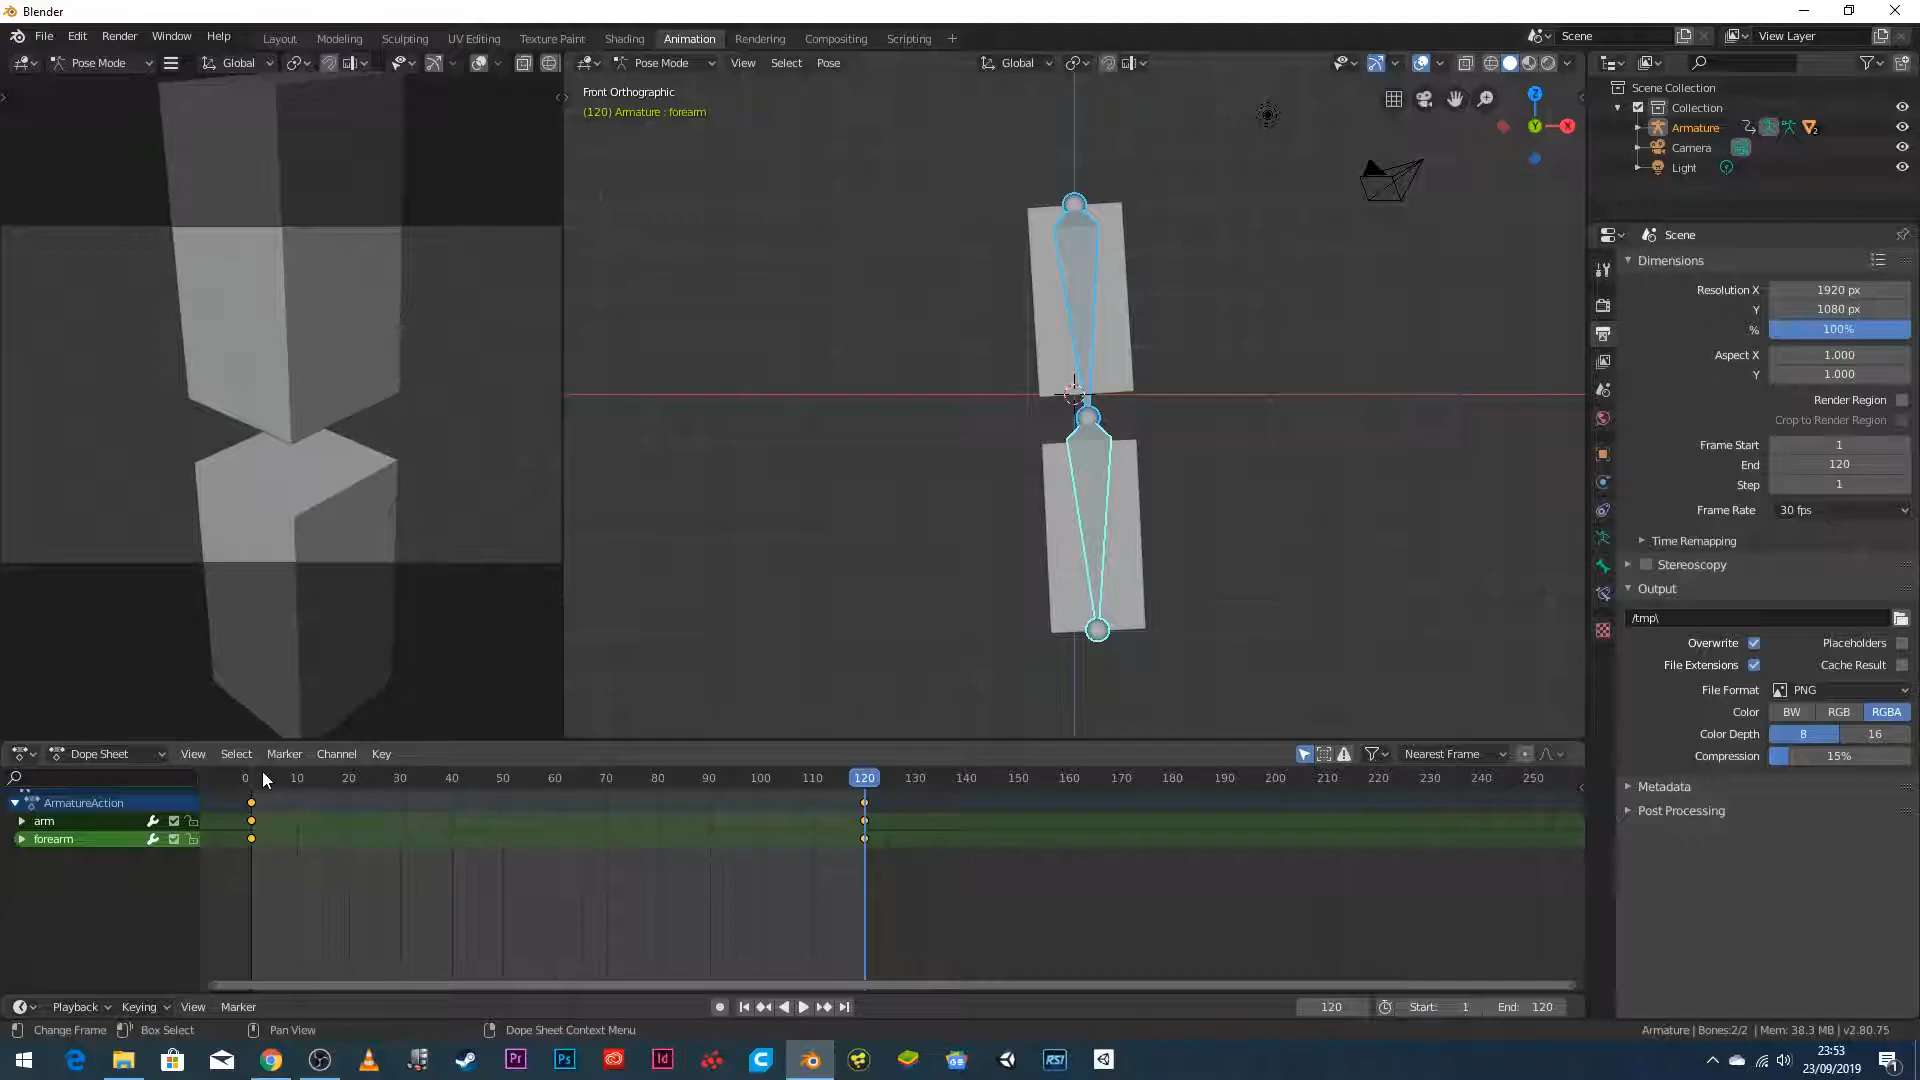 Blender
File Edit Render Window Help
Layout Modeling Sculpting UV Editing Texture Paint Shading Animation Rendering Compositing Scripting +
Scene
View Layer
Pose Mode
Global
Pose Mode View Select Pose
Global
Front Orthographic
(120) Armature : forearm
Z
Y
X
Scene Collection
Collection
Armature
2
Camera
Light
Scene
Dimensions
Resolution X 1920 px
Y 1080 px
% 100%
Aspect X 1.000
Y 1.000
Render Region
Crop to Render Region
Frame Start 1
End 120
Step 1
Frame Rate 30 fps
Time Remapping
Stereoscopy
Output
/tmp\
Overwrite Placeholders
File Extensions Cache Result
File Format PNG
Color BW RGB RGBA
Color Depth 8 16
Compression 15%
Metadata
Post Processing
Dope Sheet View Select Marker Channel Key
Nearest Frame
0 10 20 30 40 50 60 70 80 90 100 110 120 130 140 150 160 170 180 190 200 210 220 230 240 250
ArmatureAction
arm
forearm
Playback Keying View Marker
120 Start: 1 End: 120
Change Frame Box Select Pan View Dope Sheet Context Menu
Armature | Bones:2/2 | Mem: 38.3 MB | v2.80.75
Pr Ps Id RSI
23:53
23/09/2019
1